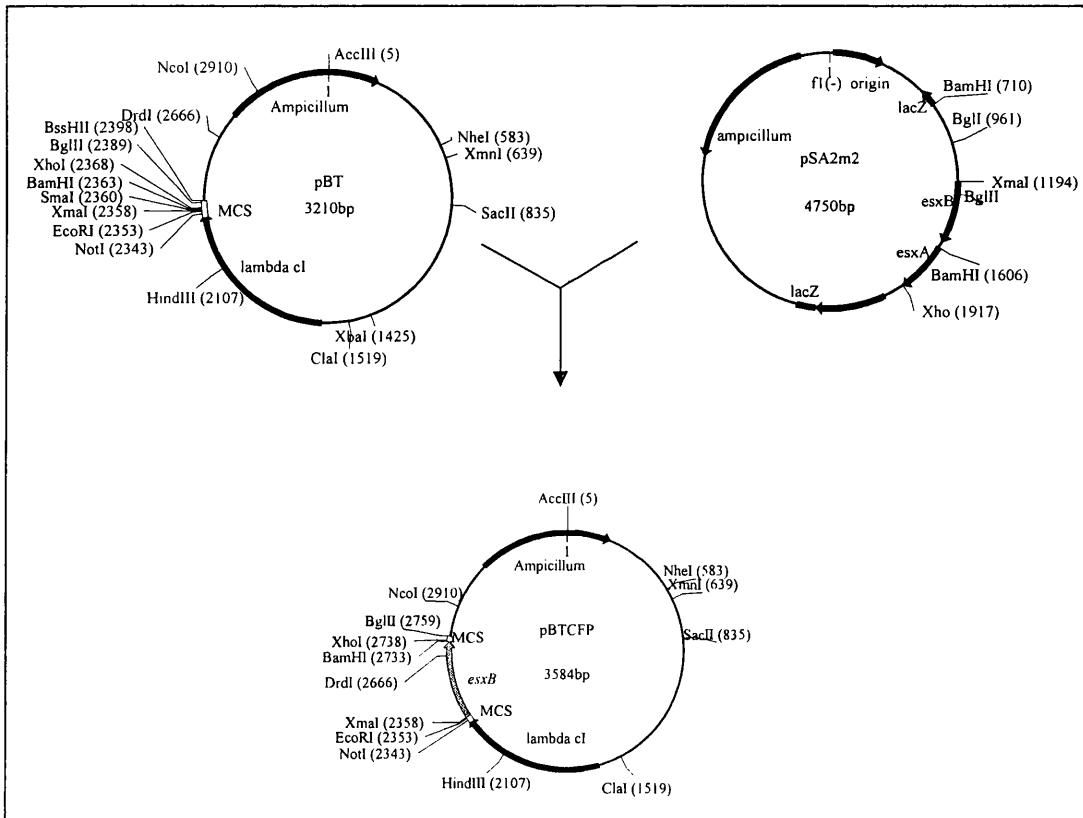 AccIII (5)
NcoI (2910)
1
Ampicillum
DrdI (2666)
BssHII (2398)
BglII (2389)
XhoI (2368)
BamHI (2363)
SmaI (2360)
XmaI (2358)
EcoRI (2353)
NotI (2343)
MCS
NheI (583)
XmnI (639)
pBT
3210bp
SacII (835)
lambda cI
HindIII (2107)
XbaI (1425)
ClaI (1519)
1
f1(-) origin
lacZ
BamHI (710)
BglI (961)
ampicillum
pSA2m2
4750bp
XmaI (1194)
esxB
BglII
esxA
BamHI (1606)
lacZ
Xho (1917)
AccIII (5)
1
Ampicillum
NheI (583)
XmnI (639)
NcoI (2910)
BglII (2759)
MCS
XhoI (2738)
BamHI (2733)
DrdI (2666)
pBTCFP
3584bp
SacII (835)
esxB
MCS
XmaI (2358)
EcoRI (2353)
NotI (2343)
lambda cI
HindIII (2107)
ClaI (1519)